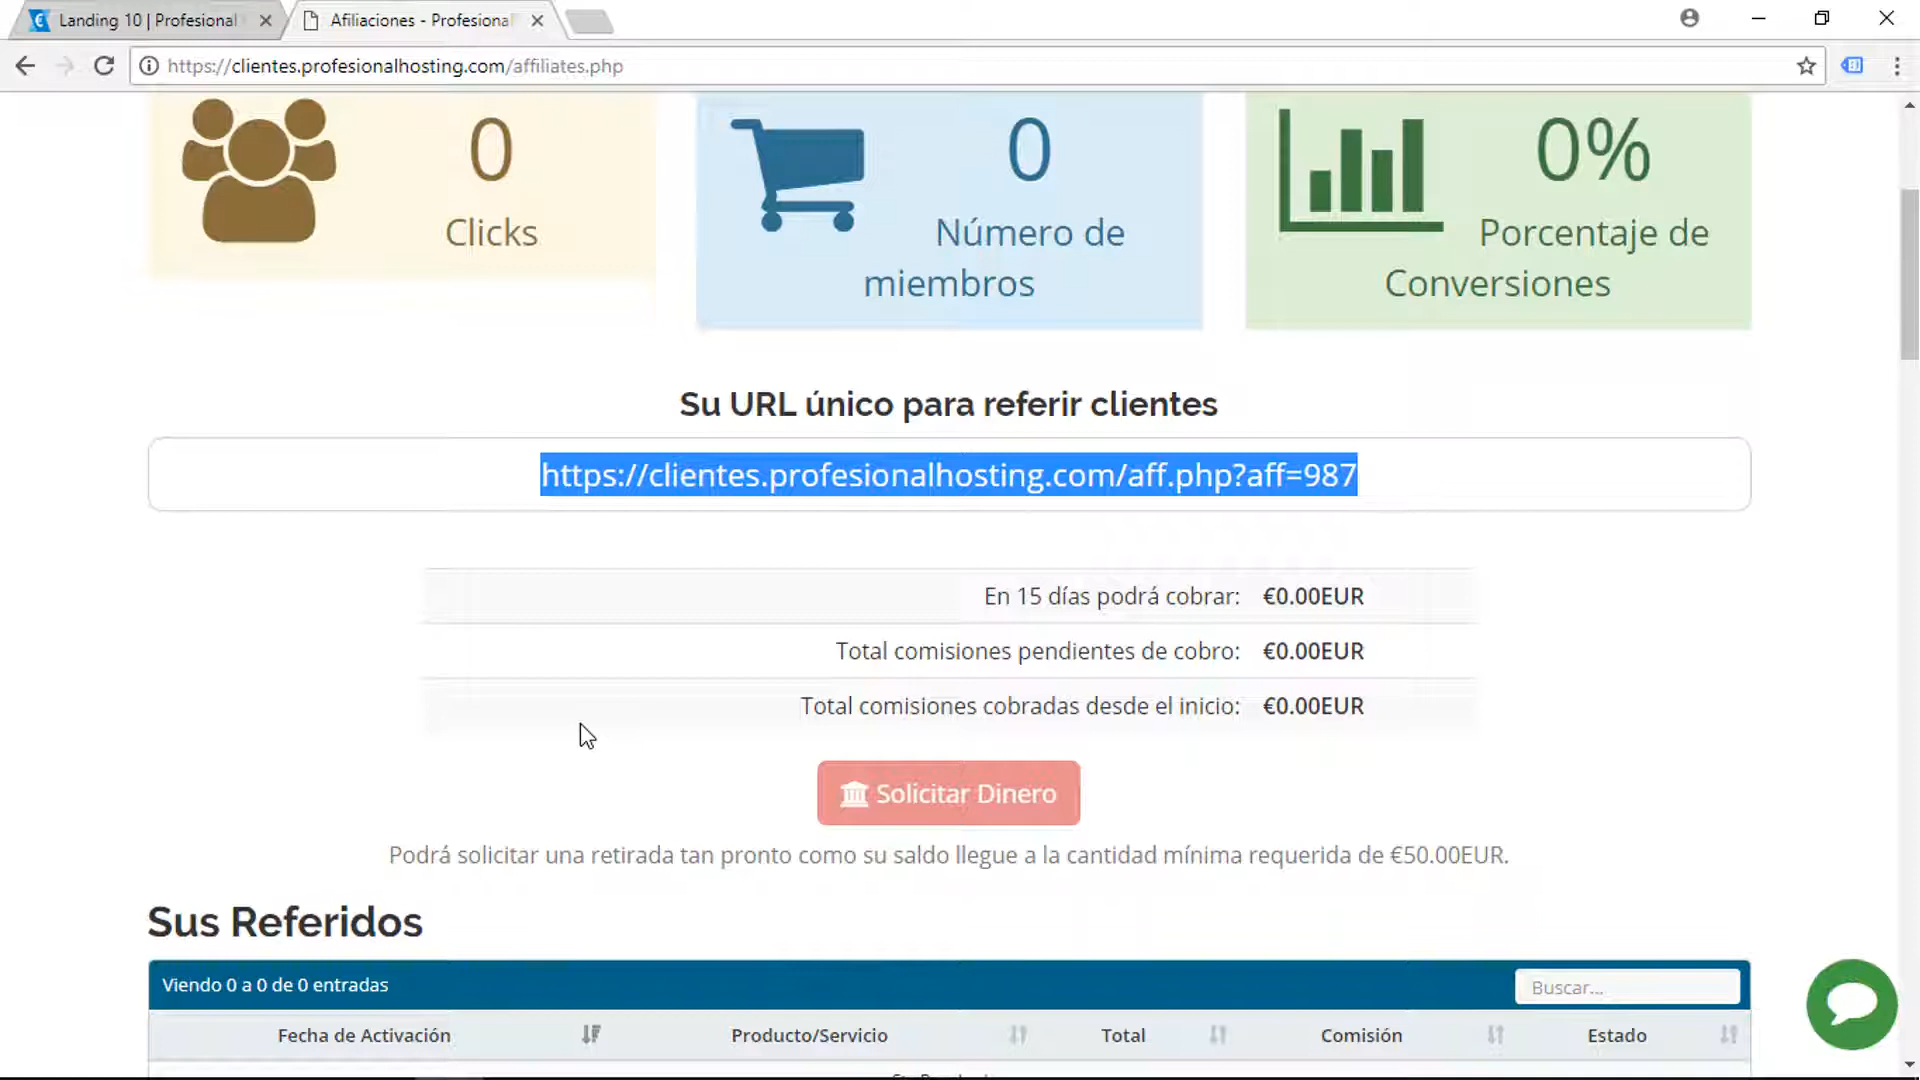 Landing 10 | Profesional
Afiliaciones - Profesional
https://clientes.profesionalhosting.com/affiliates.php
0
Clicks
0
Número de
miembros
0%
Porcentaje de
Conversiones
Su URL único para referir clientes
https://clientes.profesionalhosting.com/aff.php?aff=987
En 15 días podrá cobrar: €0.00EUR
Total comisiones pendientes de cobro: €0.00EUR
Total comisiones cobradas desde el inicio: €0.00EUR
Solicitar Dinero
Podrá solicitar una retirada tan pronto como su saldo llegue a la cantidad mínima requerida de €50.00EUR.
Sus Referidos
Viendo 0 a 0 de 0 entradas
Buscar...
Fecha de Activación Producto/Servicio Total Comisión Estado